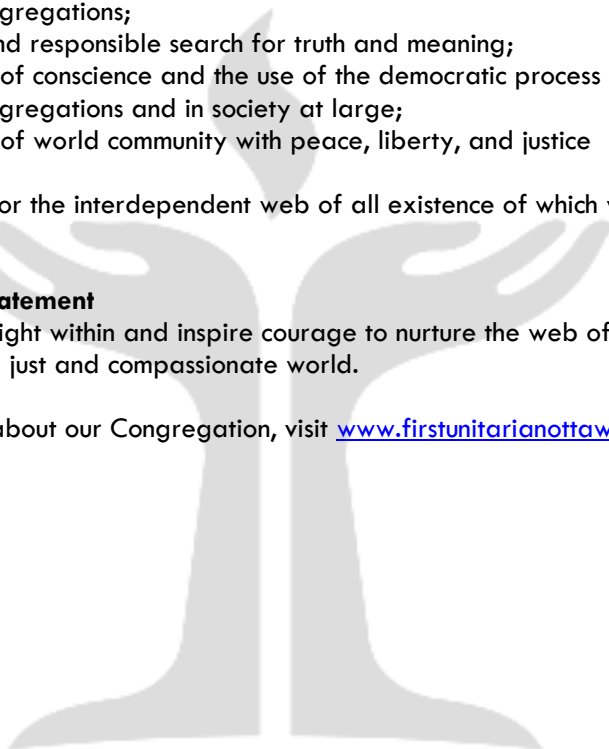 gregations;
nd responsible search for truth and meaning;
of conscience and the use of the democratic process
gregations and in society at large;
of world community with peace, liberty, and justice
or the interdependent web of all existence of which
atement
ight within and inspire courage to nurture the web of
just and compassionate world.
about our Congregation, visit www.firstunitarianottaw